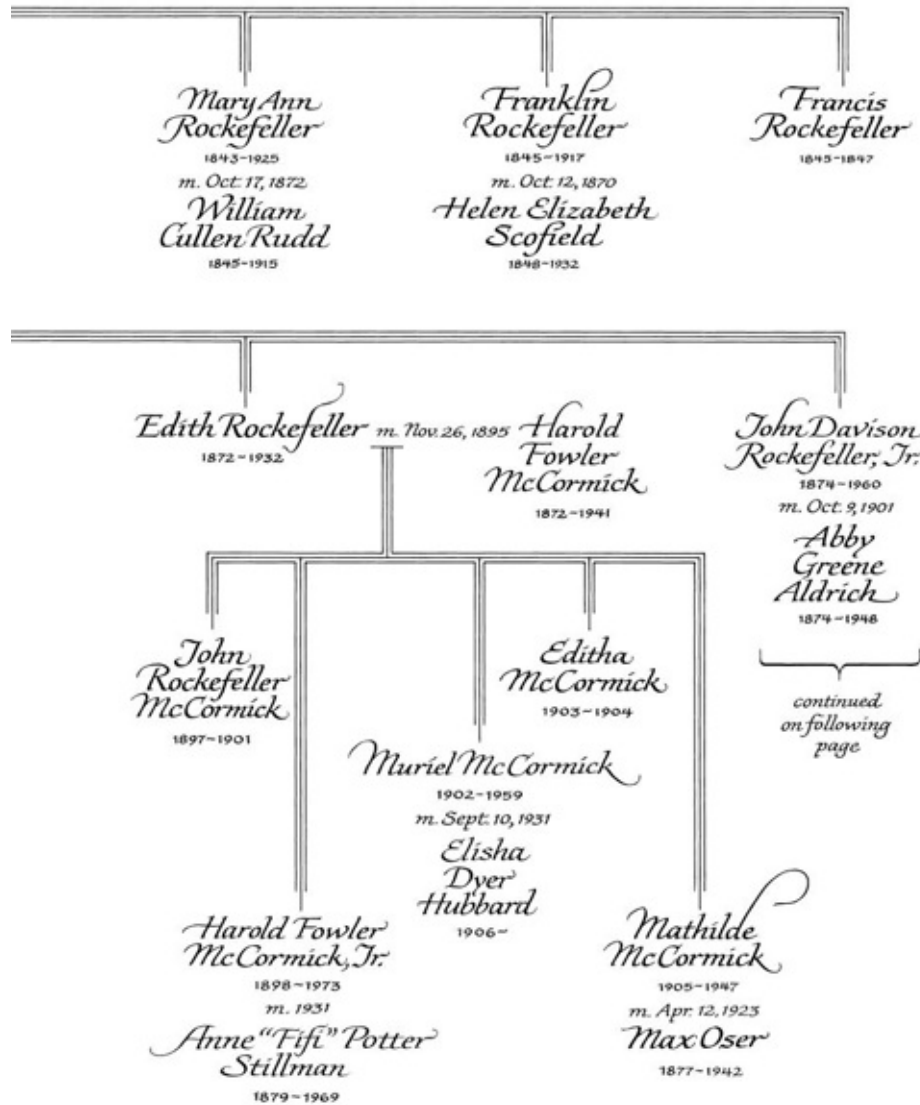 Mary Ann
Rockefeller
1843~1925
m. Oct. 17, 1872
William
Cullen Rudd
1845~1915
Franklin
Rockefeller
1845~1917
m. Oct. 12, 1870
Helen Elizabeth
Scofield
1848~1932
Francis
Rockefeller
1845~1847
Edith Rockefeller
1872~1932
m. Nov. 26, 1895
Harold
Fowler
McCormick
1872~1941
John Davison
Rockefeller, Jr.
1874~1960
m. Oct. 9, 1901
Abby
Greene
Aldrich
1874~1948
continued
on following
page
John
Rockefeller
McCormick
1897~1901
Editha
McCormick
1903~1904
Muriel McCormick
1902~1959
m. Sept. 10, 1931
Elisha
Dyer
Hubbard
1906~
Harold Fowler
McCormick, Jr.
1898~1973
m. 1931
Anne "Fifi" Potter
Stillman
1879~1969
Mathilde
McCormick
1905~1947
m. Apr. 12, 1923
Max Oser
1877~1942